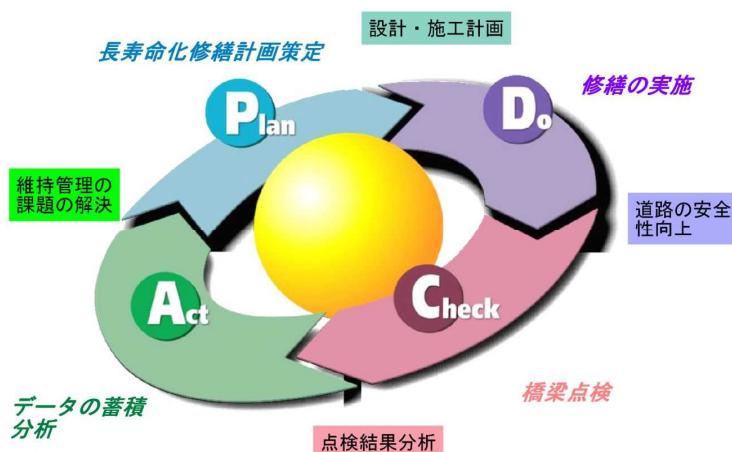 設計・施工計画
長寿命化修繕計画策定
修繕の実施
Plan
Do
維持管理の
課題の解決
道路の安全
性向上
Act
Check
データの蓄積
分析
橋梁点検
点検結果分析